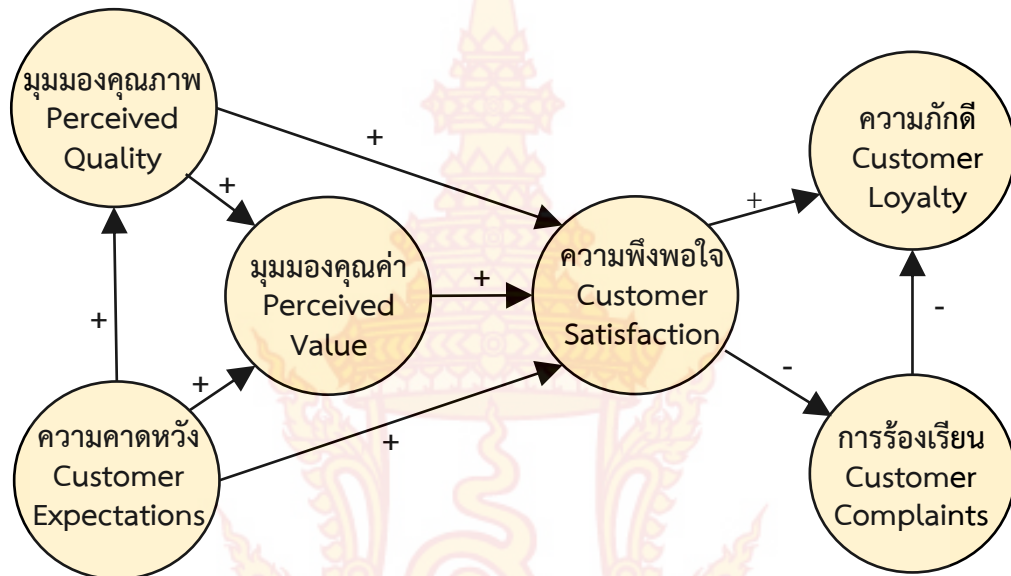 มุมมองคุณภาพ
Perceived
Quality
+
+
+
มุมมองคุณค่า
Perceived
Value
+
+
ความคาดหวัง
Customer
Expectations
+
ความพึงพอใจ
Customer
Satisfaction
+
-
ความภักดี
Customer
Loyalty
-
การร้องเรียน
Customer
Complaints